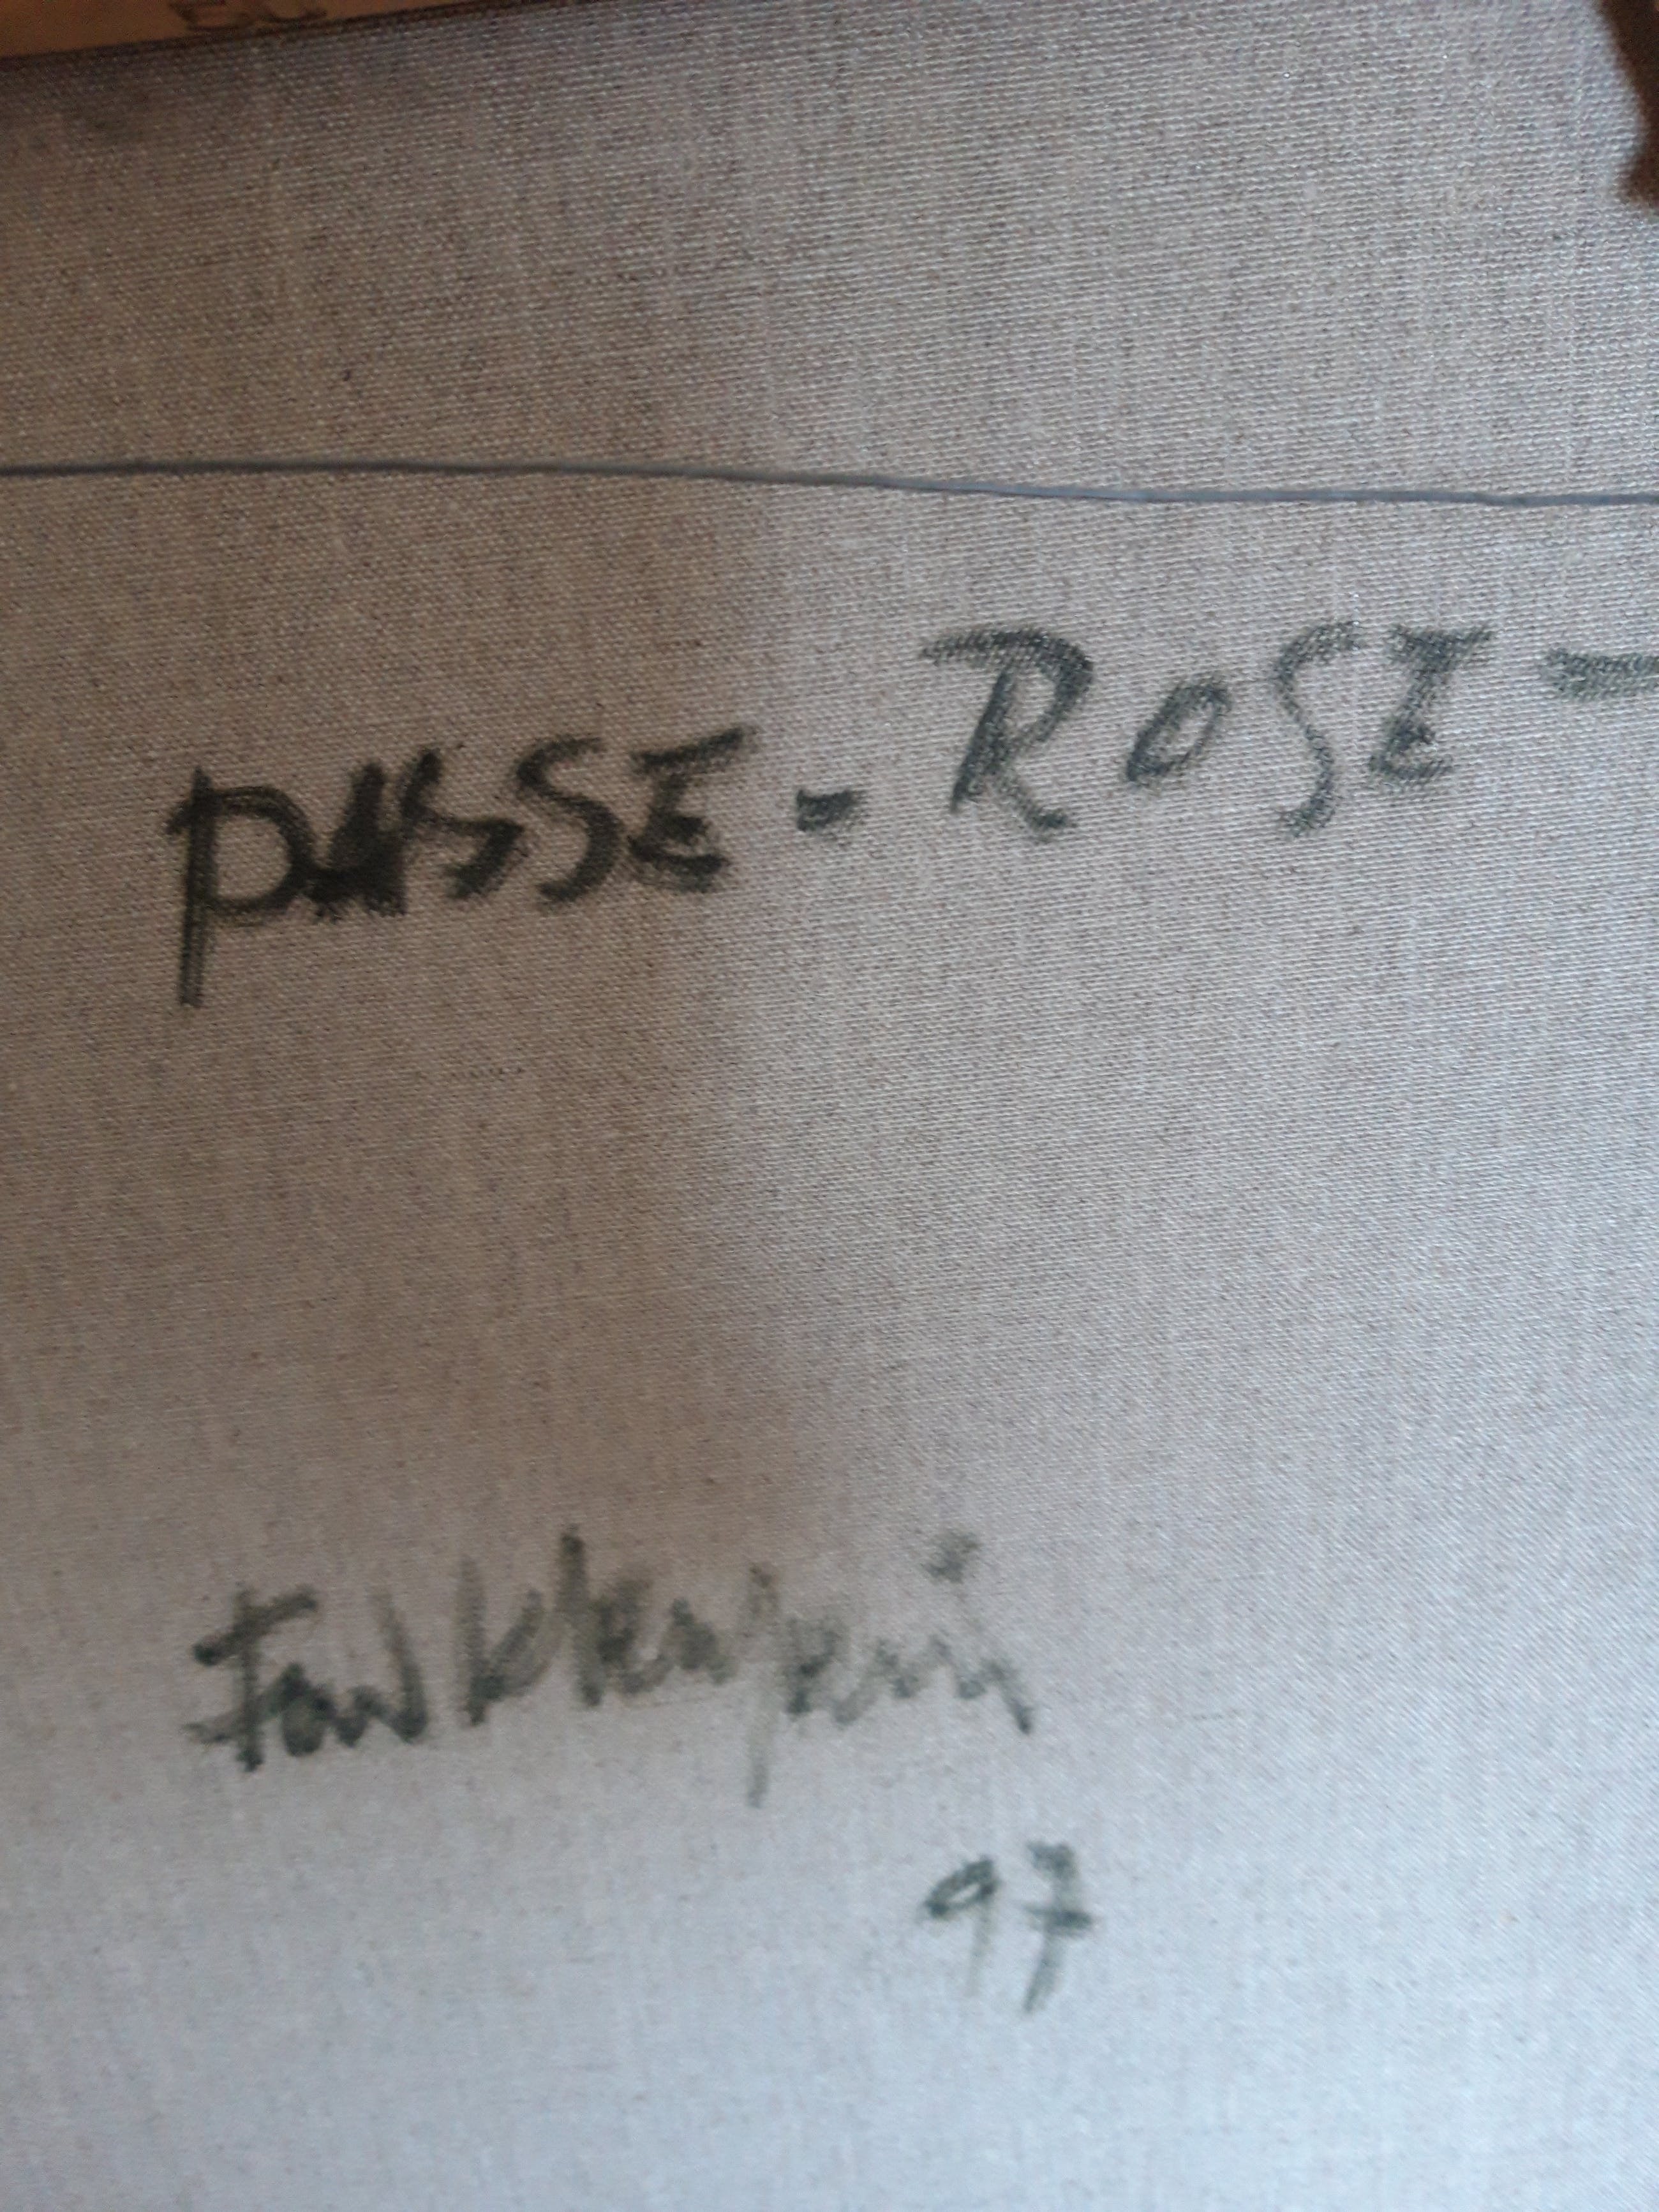 PASSE - ROSE -
97